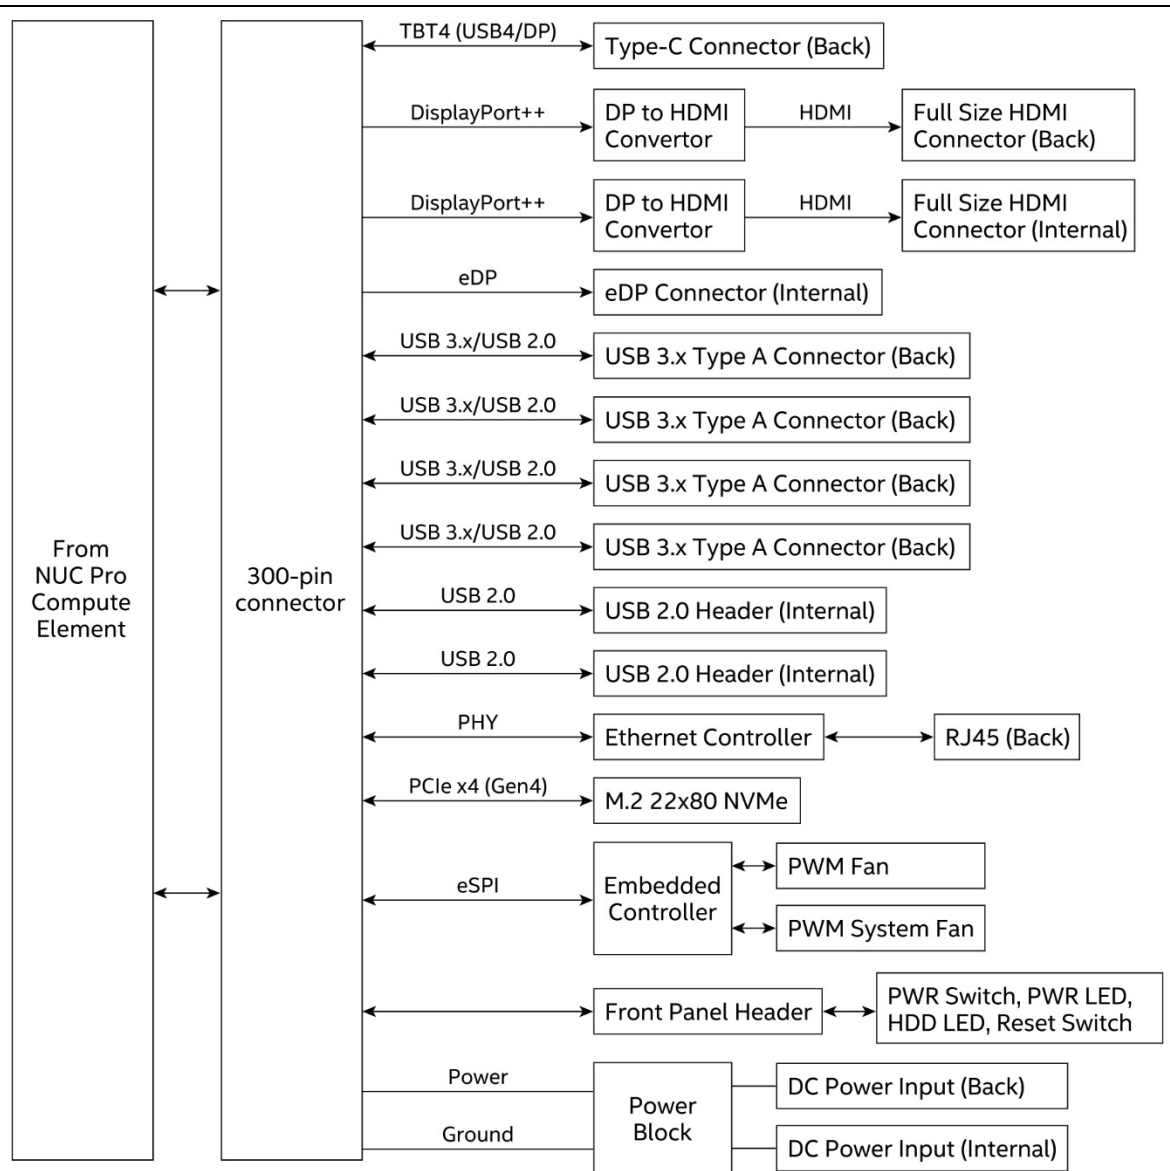 From
NUC Pro
Compute
Element
300-pin
connector
TBT4 (USB4/DP)
Type-C Connector (Back)
DisplayPort++
DP to HDMI
Convertor
HDMI
Full Size HDMI
Connector (Back)
DisplayPort++
DP to HDMI
Convertor
HDMI
Full Size HDMI
Connector (Internal)
eDP
eDP Connector (Internal)
USB 3.x/USB 2.0
USB 3.x Type A Connector (Back)
USB 3.x/USB 2.0
USB 3.x Type A Connector (Back)
USB 3.x/USB 2.0
USB 3.x Type A Connector (Back)
USB 3.x/USB 2.0
USB 3.x Type A Connector (Back)
USB 2.0
USB 2.0 Header (Internal)
USB 2.0
USB 2.0 Header (Internal)
PHY
Ethernet Controller
RJ45 (Back)
PCIe x4 (Gen4)
M.2 22x80 NVMe
eSPI
Embedded
Controller
PWM Fan
PWM System Fan
Front Panel Header
PWR Switch, PWR LED,
HDD LED, Reset Switch
Power
Ground
Power
Block
DC Power Input (Back)
DC Power Input (Internal)